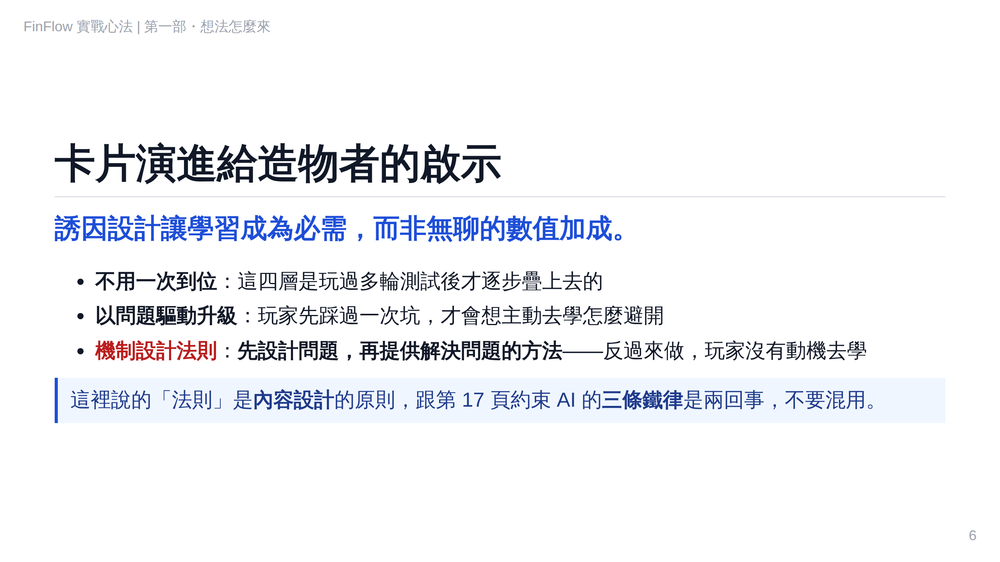 FinFlow 實戰心法 | 第一部・想法怎麼來
卡片演進給造物者的啟示
誘因設計讓學習成為必需，而非無聊的數值加成。
• 不用一次到位：這四層是玩過多輪測試後才逐步疊上去的
• 以問題驅動升級：玩家先踩過一次坑，才會想主動去學怎麼避開
• 機制設計法則：先設計問題，再提供解決問題的方法——反過來做，玩家沒有動機去學
這裡說的「法則」是內容設計的原則，跟第 17 頁約束 AI 的三條鐵律是兩回事，不要混用。
6